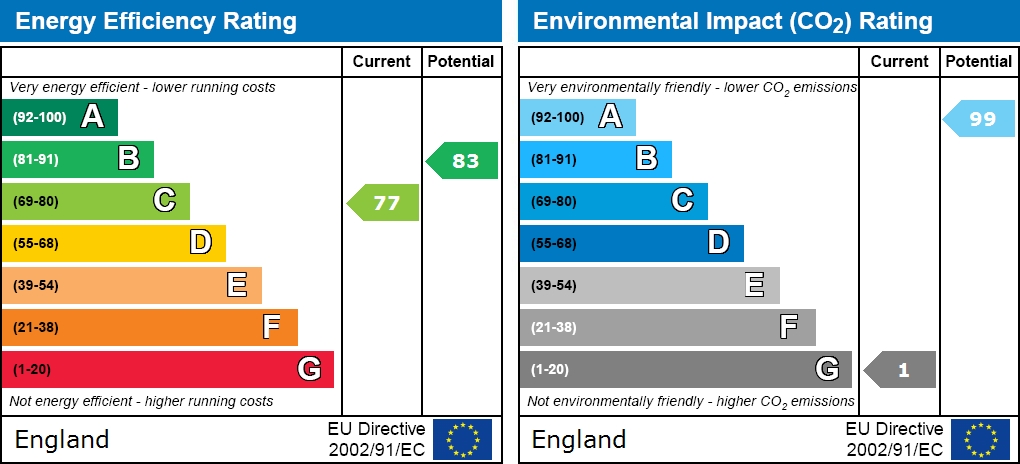 Energy Efficiency Rating
Current Potential
Very energy efficient - lower running costs
(92-100) A
(81-91) B
83
(69-80) C
77
(55-68) D
(39-54) E
(21-38) F
(1-20) G
Not energy efficient - higher running costs
England
EU Directive
2002/91/EC
Environmental Impact (CO2) Rating
Current Potential
Very environmentally friendly - lower CO2 emissions
(92-100) A
99
(81-91) B
(69-80) C
(55-68) D
(39-54) E
(21-38) F
(1-20) G
1
Not environmentally friendly - higher CO2 emissions
England
EU Directive
2002/91/EC